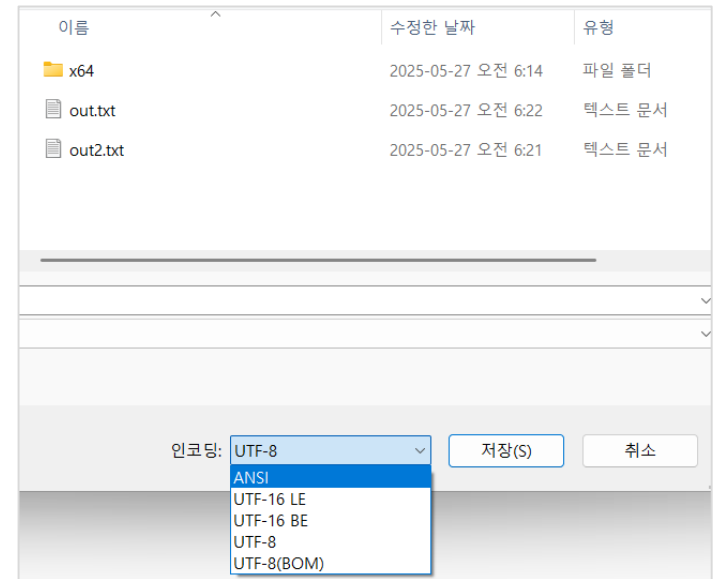 이름 수정한 날짜 유형
x64 2025-05-27 오전 6:14 파일 폴더
out.txt 2025-05-27 오전 6:22 텍스트 문서
out2.txt 2025-05-27 오전 6:21 텍스트 문서
인코딩: UTF-8 저장(S) 취소
ANSI
UTF-16 LE
UTF-16 BE
UTF-8
UTF-8(BOM)